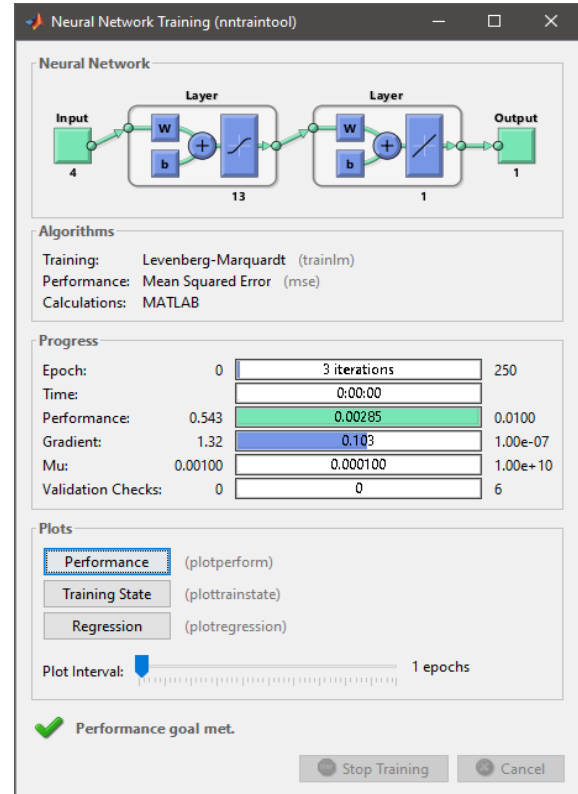 Neural Network Training (nntraintool)
Neural Network
Layer Layer
Input Output
W W
b b
4 1
13 1
Algorithms
Training: Levenberg-Marquardt (trainlm)
Performance: Mean Squared Error (mse)
Calculations: MATLAB
Progress
Epoch: 0 3 iterations 250
Time: 0:00:00
Performance: 0.543 0.00285 0.0100
Gradient: 1.32 0.103 1.00e-07
Mu: 0.00100 0.000100 1.00e+10
Validation Checks: 0 0 6
Plots
Performance (plotperform)
Training State (plottrainstate)
Regression (plotregression)
Plot Interval: 1 epochs
Performance goal met.
Stop Training Cancel